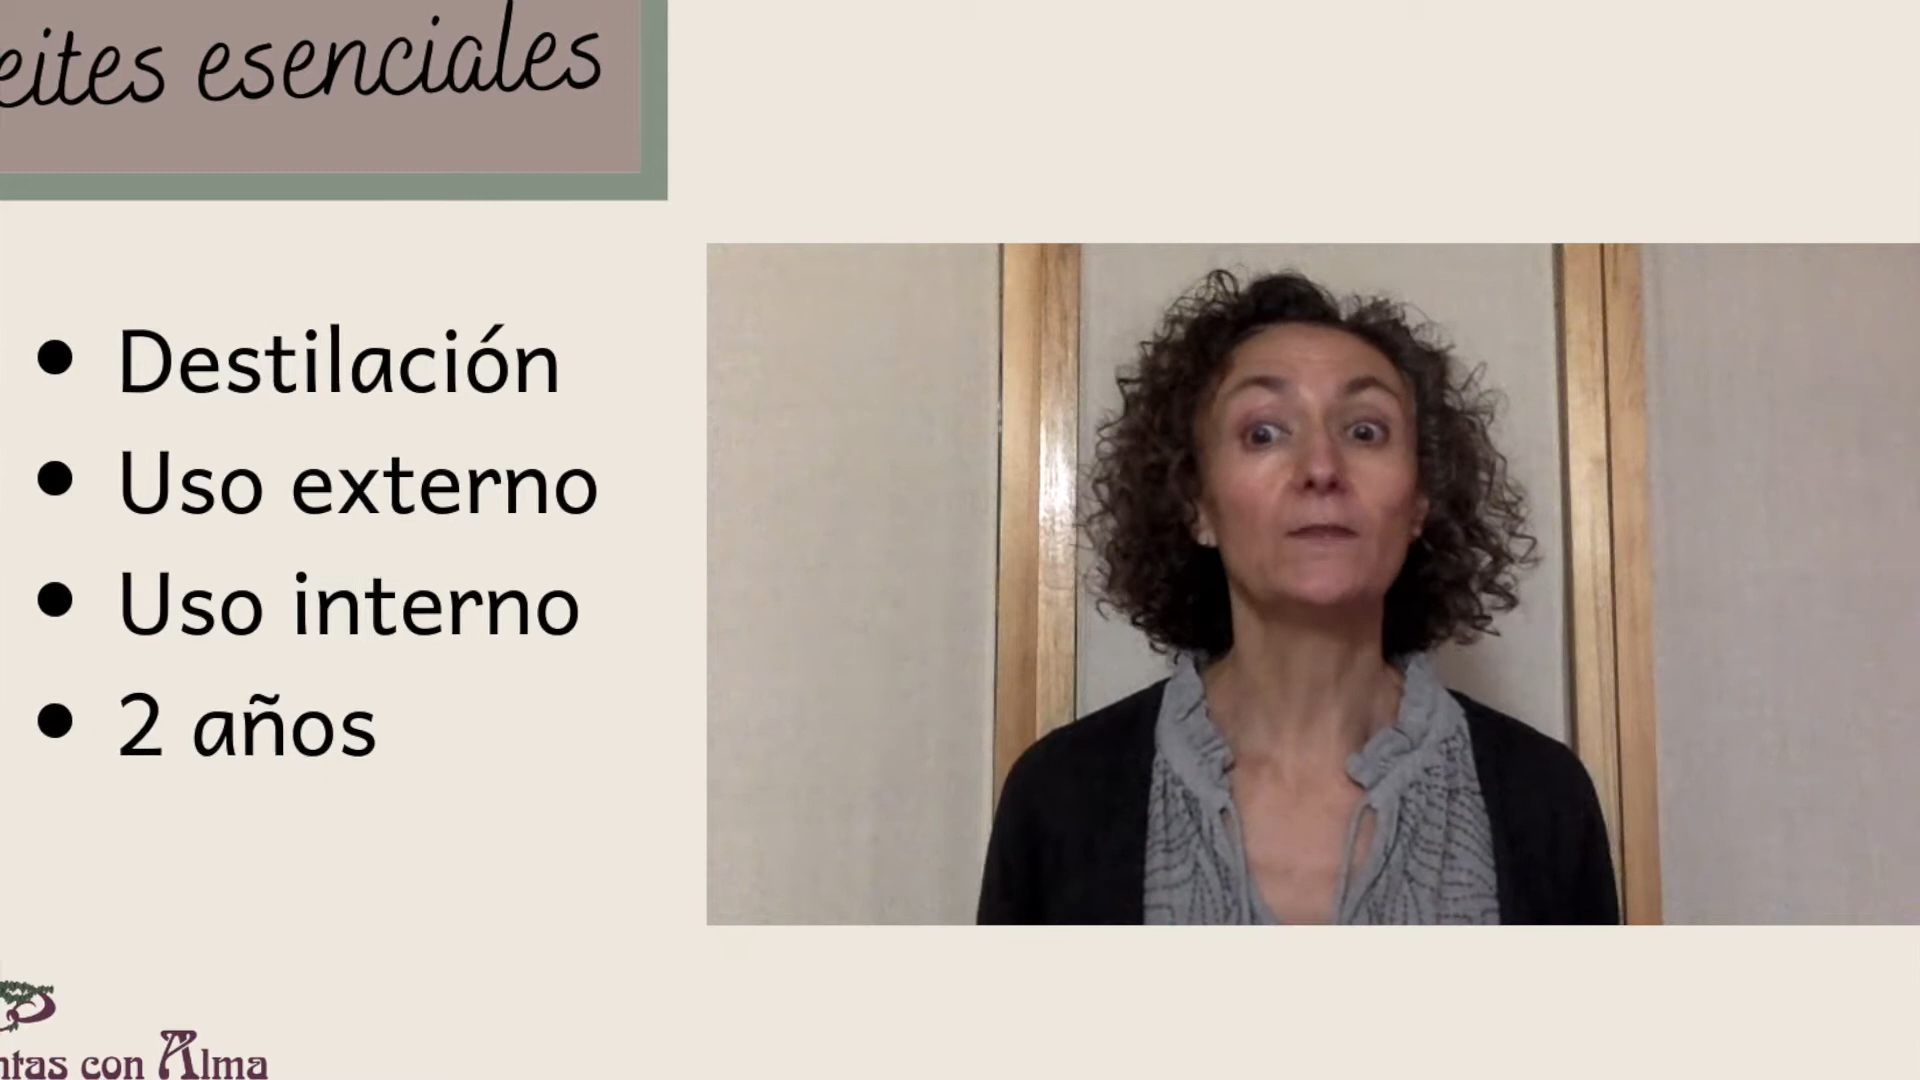 eites esenciales
• Destilación
• Uso externo
• Uso interno
• 2 años
ntas con Alma